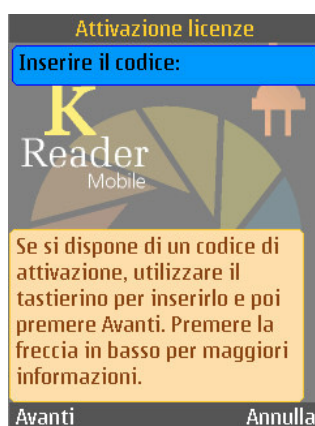 Attivazione licenze
Inserire il codice:
K
Reader
Mobile
Se si dispone di un codice di
attivazione, utilizzare il
tastierino per inserirlo e poi
premere Avanti. Premere la
freccia in basso per maggiori
informazioni.
Avanti Annulla